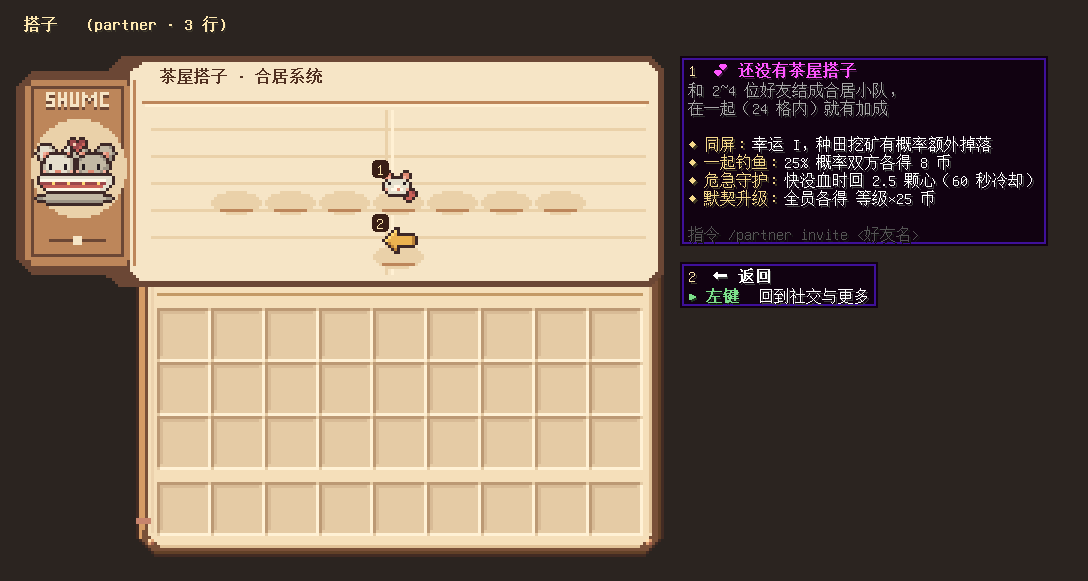 搭子 (partner · 3 行)
SHUMC
茶屋搭子 · 合居系统
1
2
1 💕 还没有茶屋搭子
和 2~4 位好友结成合居小队,
在一起（24 格内）就有加成
◆ 同屏：幸运 I, 种田挖矿有概率额外掉落
◆ 一起钓鱼：25% 概率双方各得 8 币
◆ 危急守护：快没血时回 2.5 颗心（60 秒冷却）
◆ 默契升级：全员各得 等级×25 币
指令 /partner invite <好友名>
2 ← 返回
▶ 左键 回到社交与更多